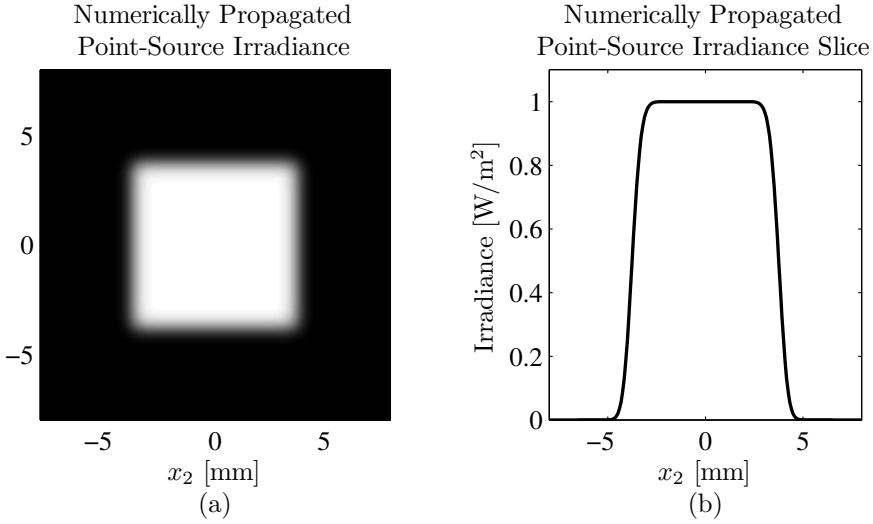 Numerically Propagated
Point-Source Irradiance
5
0
−5
−5 0 5
x₂ [mm]
(a)
Numerically Propagated
Point-Source Irradiance Slice
Irradiance [W/m²]
1
0.8
0.6
0.4
0.2
0
−5 0 5
x₂ [mm]
(b)